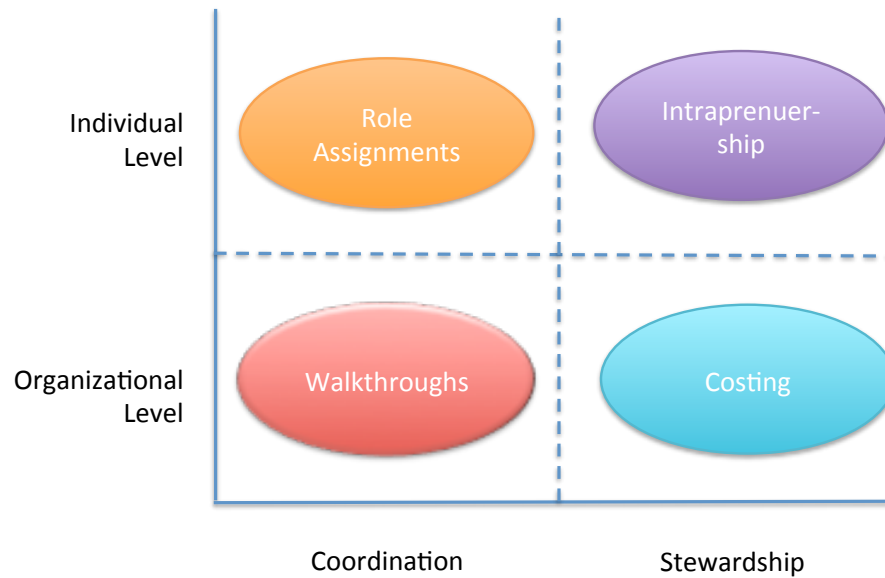 Individual
Level
Role
Assignments
Intraprenuer-
ship
Organizational
Level
Walkthroughs
Costing
Coordination
Stewardship